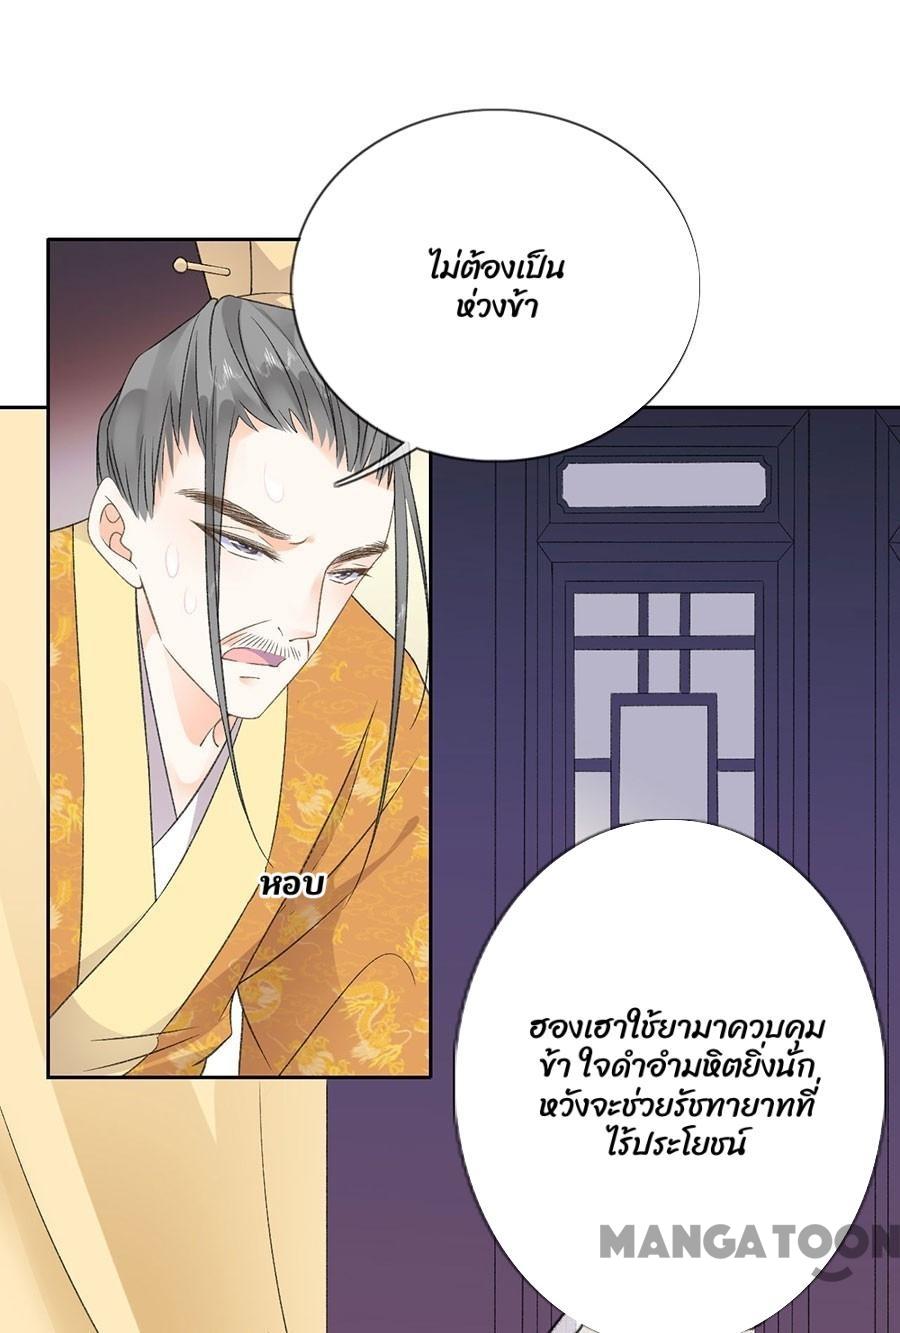 ไม่ต้องเป็น
ห่วงข้า
หอบ
ฮองเฮาใช้ยามาควบคุม
ข้า ใจดำอำมหิตยิ่งนัก
หวังจะช่วยรัชทายาทที่
ไร้ประโยชน์
MANGATOON